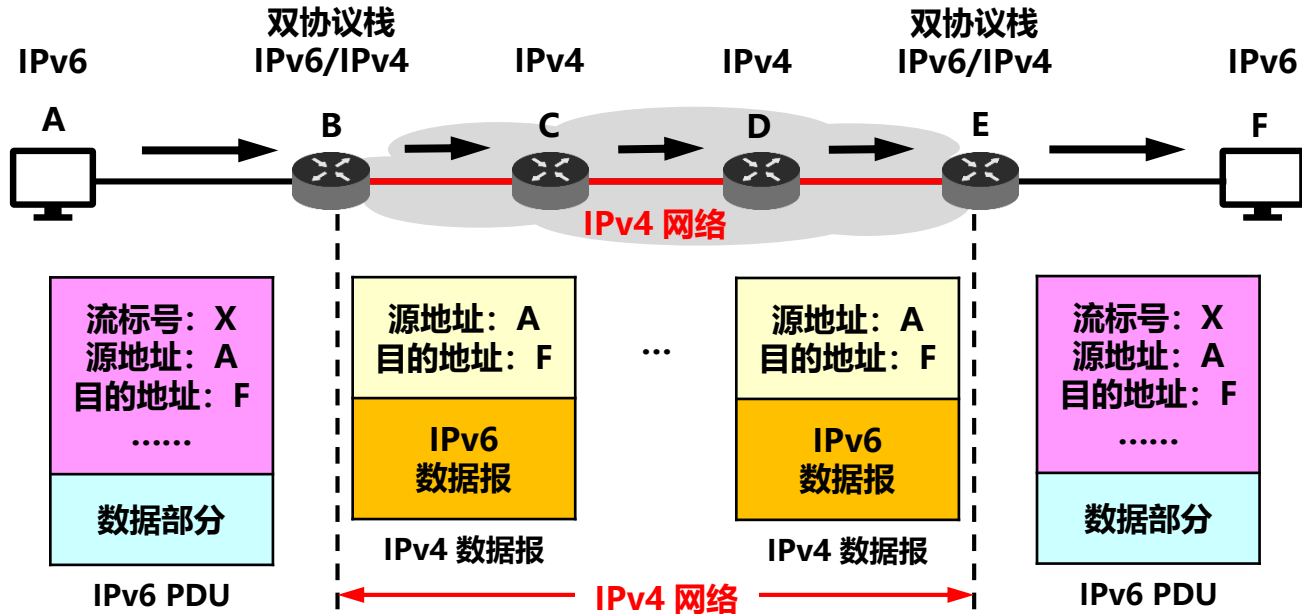 双协议栈
双协议栈
IPv6
IPv6/IPv4
IPv4
IPv4
IPv6/IPv4
IPv6
A
B
C
D
E
F
IPv4 网络
流标号：X
源地址：A
目的地址：F
……
数据部分
IPv6 PDU
源地址：A
目的地址：F
IPv6
数据报
IPv4 数据报
…
源地址：A
目的地址：F
IPv6
数据报
IPv4 数据报
流标号：X
源地址：A
目的地址：F
……
数据部分
IPv6 PDU
IPv4 网络